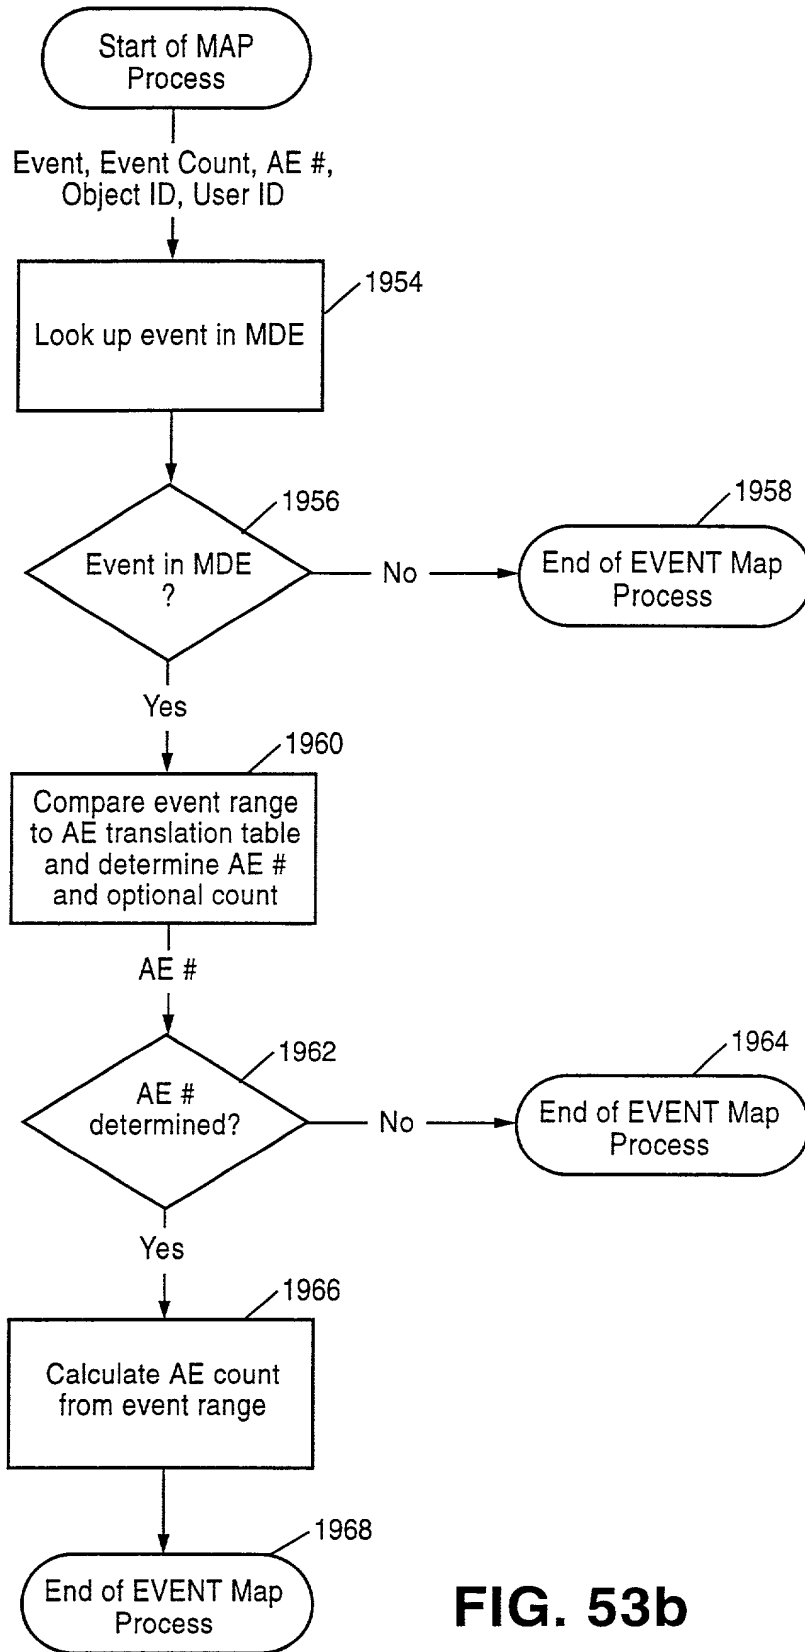 Start of MAP
Process
Event, Event Count, AE #,
Object ID, User ID
1954
Look up event in MDE
1956
Event in MDE
?
No
1958
End of EVENT Map
Process
Yes
1960
Compare event range
to AE translation table
and determine AE #
and optional count
AE #
1962
AE #
determined?
No
1964
End of EVENT Map
Process
Yes
1966
Calculate AE count
from event range
1968
End of EVENT Map
Process
FIG. 53b